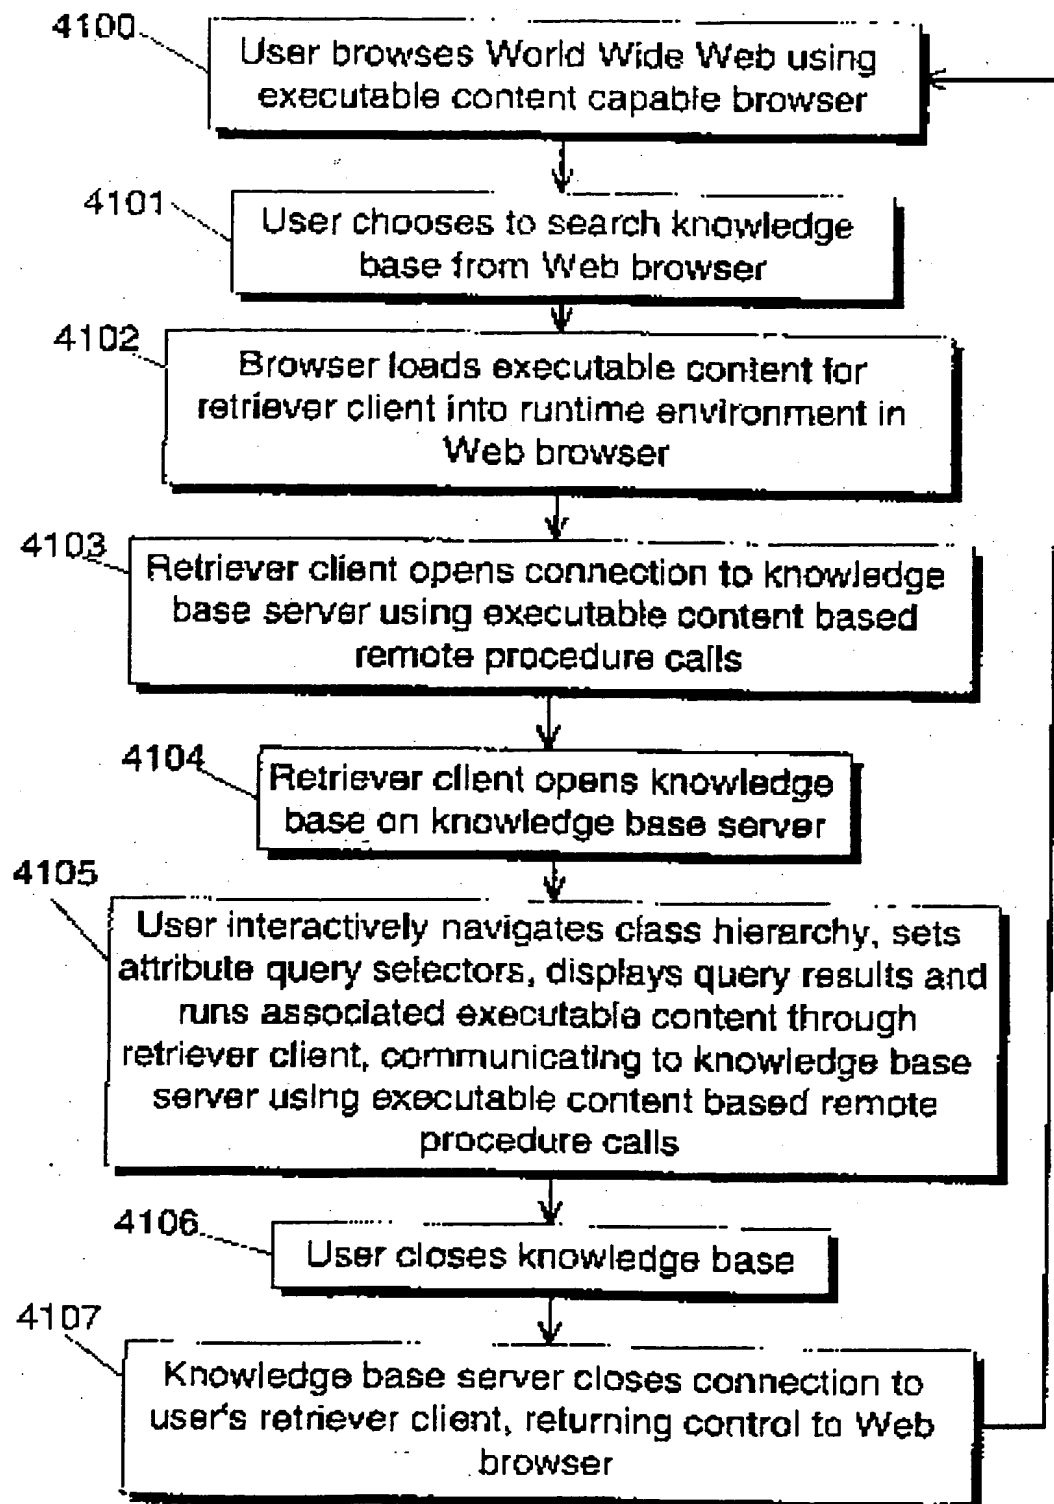 4100
User browses World Wide Web using
executable content capable browser
4101
User chooses to search knowledge
base from Web browser
4102
Browser loads executable content for
retriever client into runtime environment in
Web browser
4103
Retriever client opens connection to knowledge
base server using executable content based
remote procedure calls
4104
Retriever client opens knowledge
base on knowledge base server
4105
User interactively navigates class hierarchy, sets
attribute query selectors, displays query results and
runs associated executable content through
retriever client, communicating to knowledge base
server using executable content based remote
procedure calls
4106
User closes knowledge base
4107
Knowledge base server closes connection to
user's retriever client, returning control to Web
browser